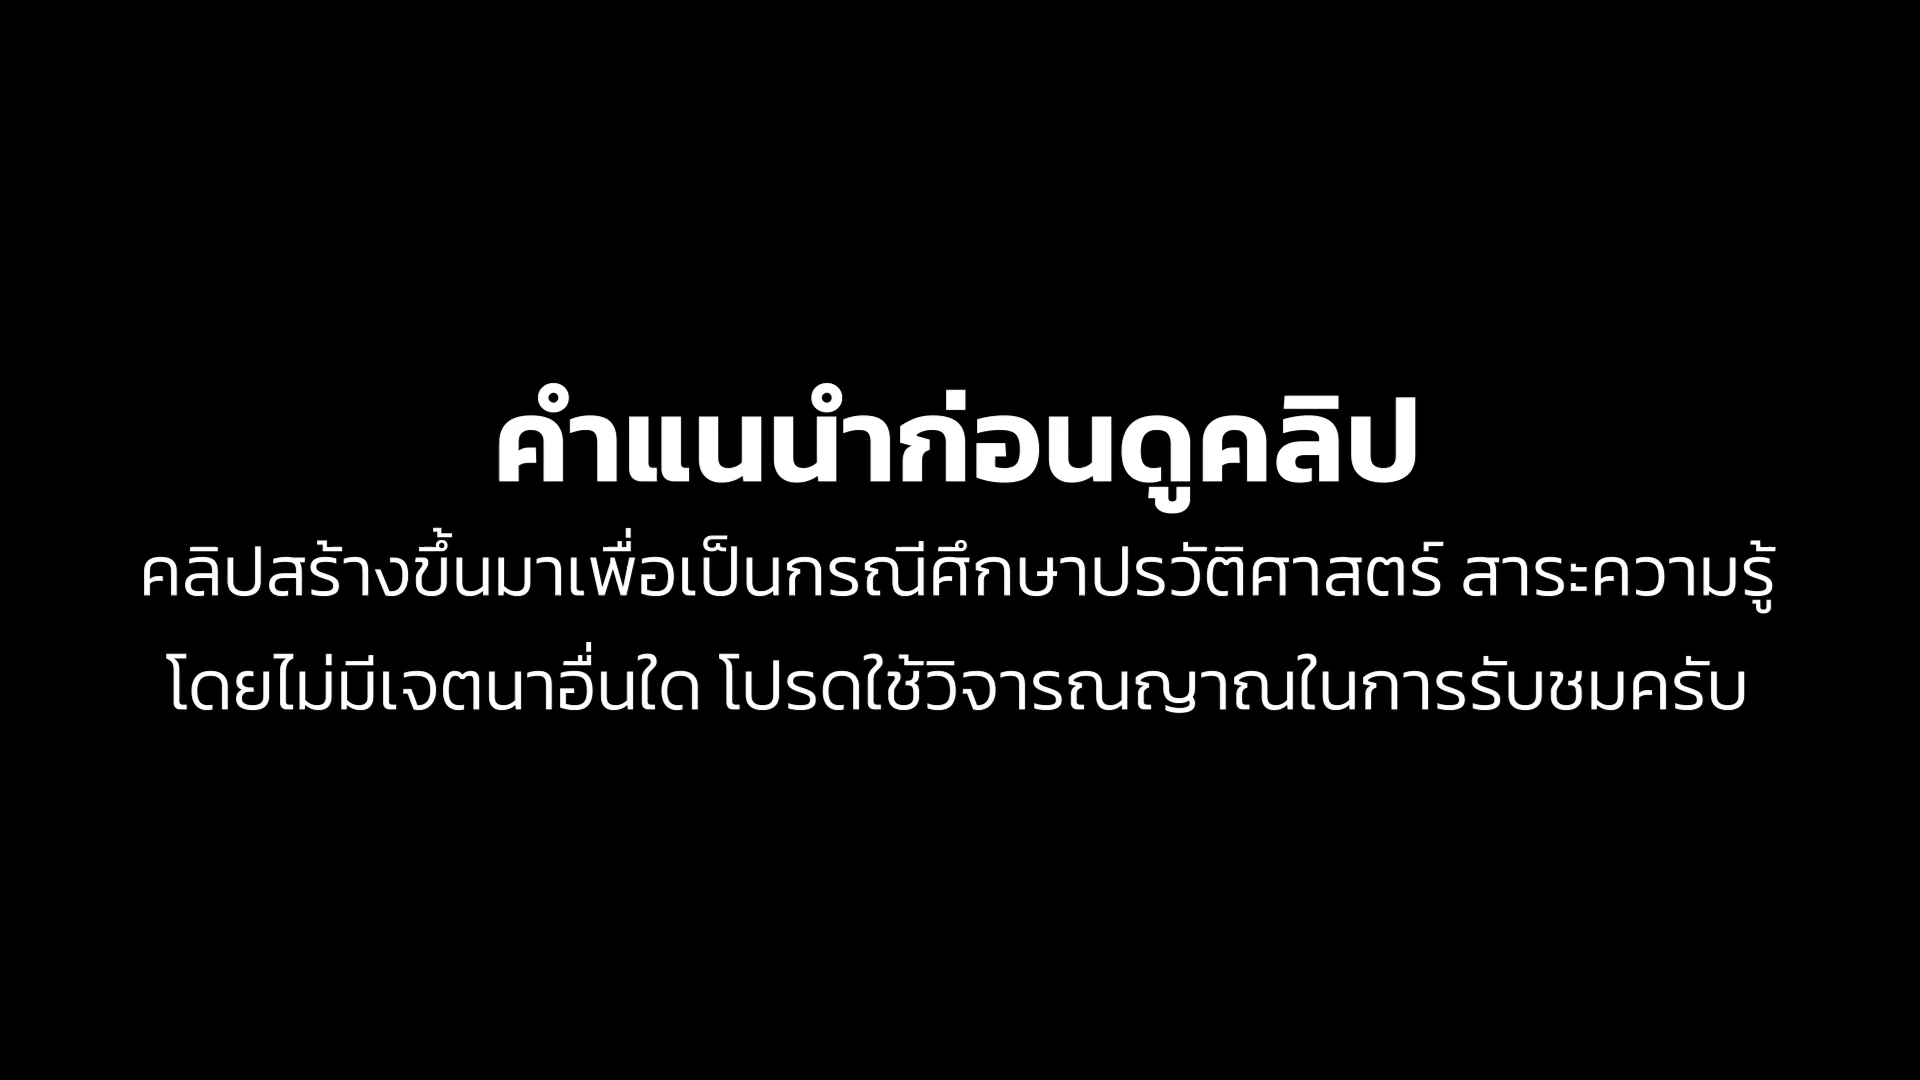 คำแนะนำก่อนดูคลิป
คลิปสร้างขึ้นมาเพื่อเป็นกรณีศึกษาประวัติศาสตร์ สาระความรู้
โดยไม่มีเจตนาอื่นใด โปรดใช้วิจารณญาณในการรับชมครับ